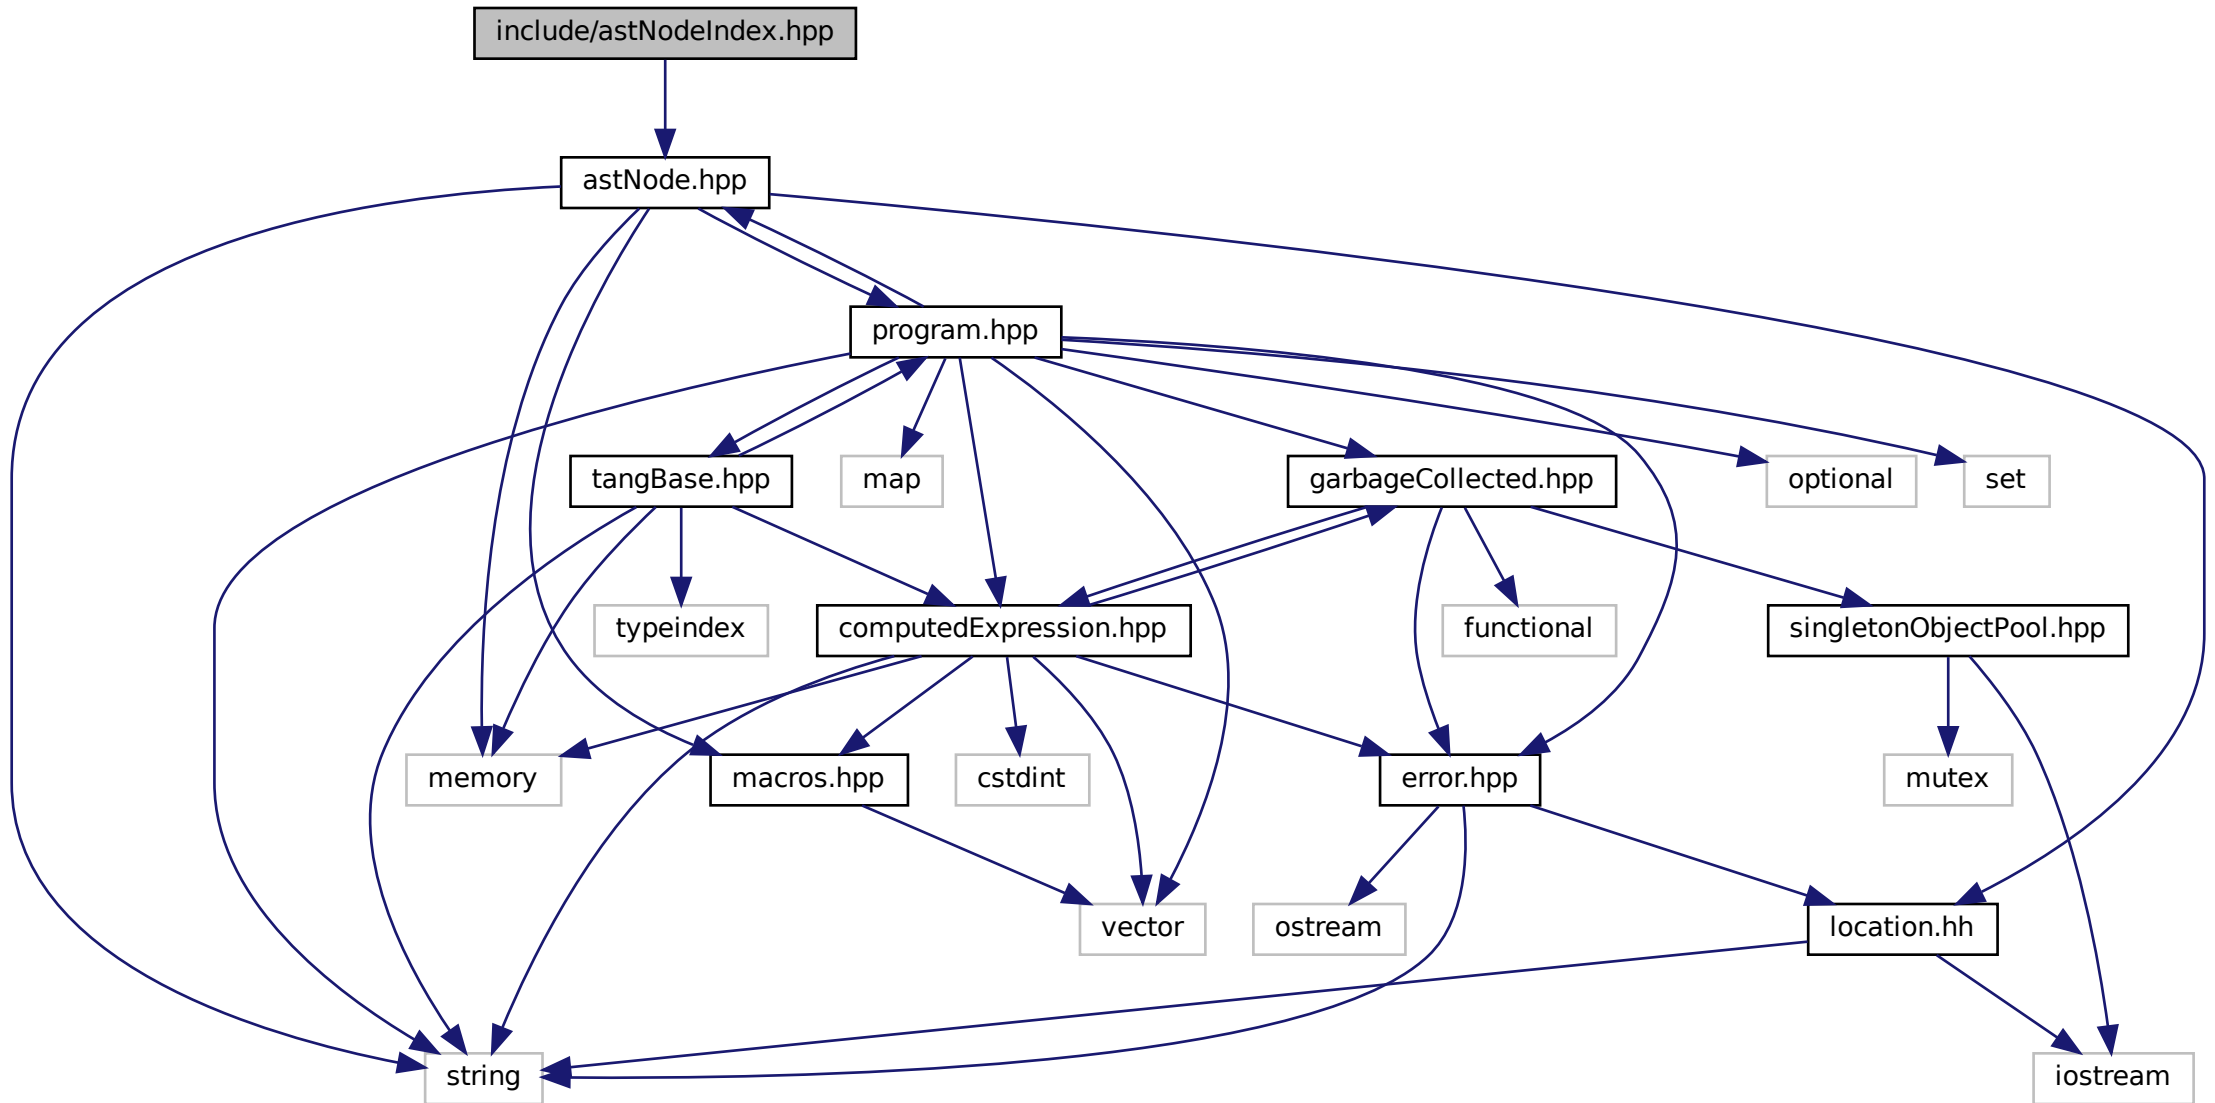 include/astNodeIndex.hpp
astNode.hpp
program.hpp
tangBase.hpp
map
garbageCollected.hpp
optional
set
typeindex
computedExpression.hpp
functional
singletonObjectPool.hpp
memory
macros.hpp
cstdint
error.hpp
mutex
vector
ostream
location.hh
string
iostream